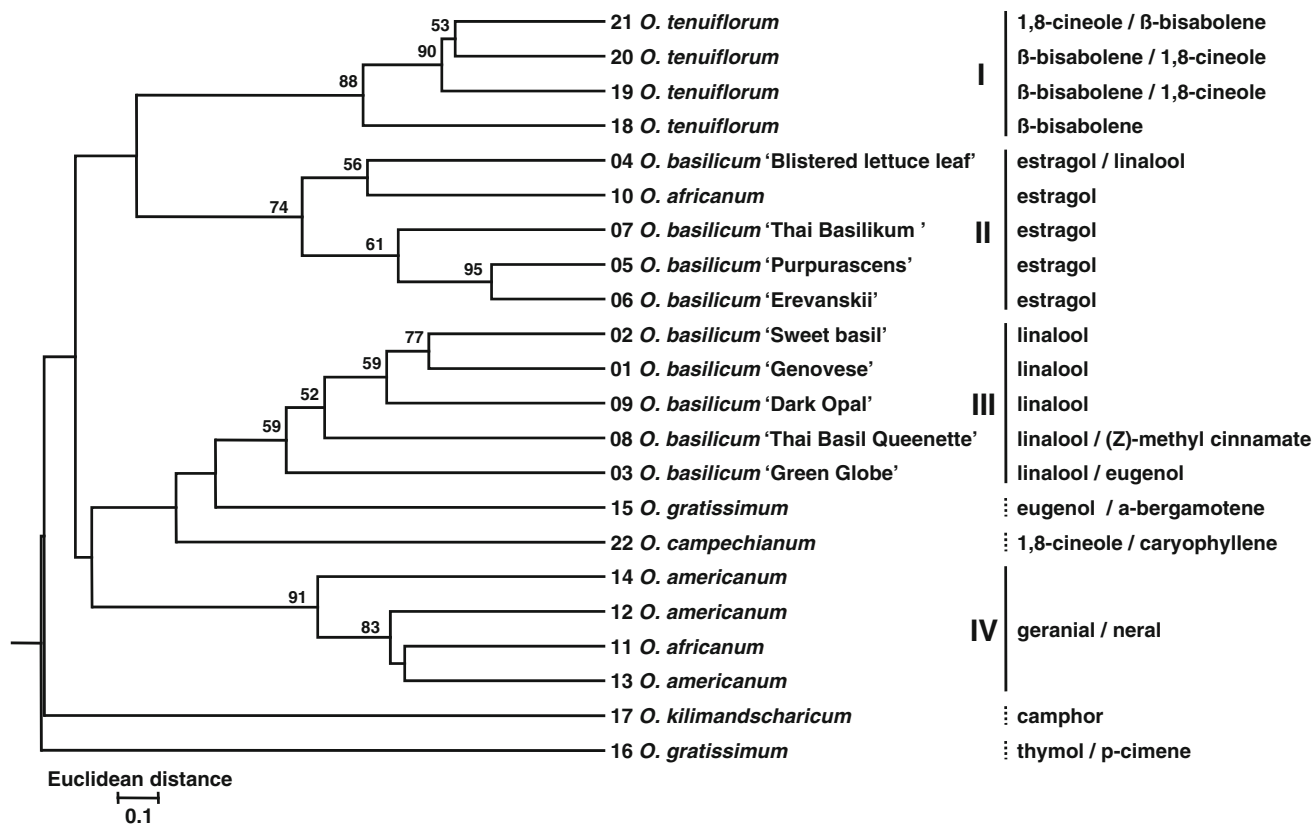 53 21 O. tenuiflorum 1,8-cineole / ß-bisabolene
90 20 O. tenuiflorum ß-bisabolene / 1,8-cineole
88 19 O. tenuiflorum I ß-bisabolene / 1,8-cineole
18 O. tenuiflorum ß-bisabolene
56 04 O. basilicum ‘Blistered lettuce leaf’ estragol / linalool
74 10 O. africanum estragol
61 07 O. basilicum ‘Thai Basilikum ’ II estragol
95 05 O. basilicum ‘Purpurascens’ estragol
06 O. basilicum ‘Erevanskii’ estragol
77 02 O. basilicum ‘Sweet basil’ linalool
59 01 O. basilicum ‘Genovese’ linalool
52 09 O. basilicum ‘Dark Opal’ III linalool
59 08 O. basilicum ‘Thai Basil Queenette’ linalool / (Z)-methyl cinnamate
03 O. basilicum ‘Green Globe’ linalool / eugenol
15 O. gratissimum eugenol / a-bergamotene
22 O. campechianum 1,8-cineole / caryophyllene
91 14 O. americanum
83 12 O. americanum IV geranial / neral
11 O. africanum
13 O. americanum
17 O. kilimandscharicum camphor
16 O. gratissimum thymol / p-cimene
Euclidean distance
0.1